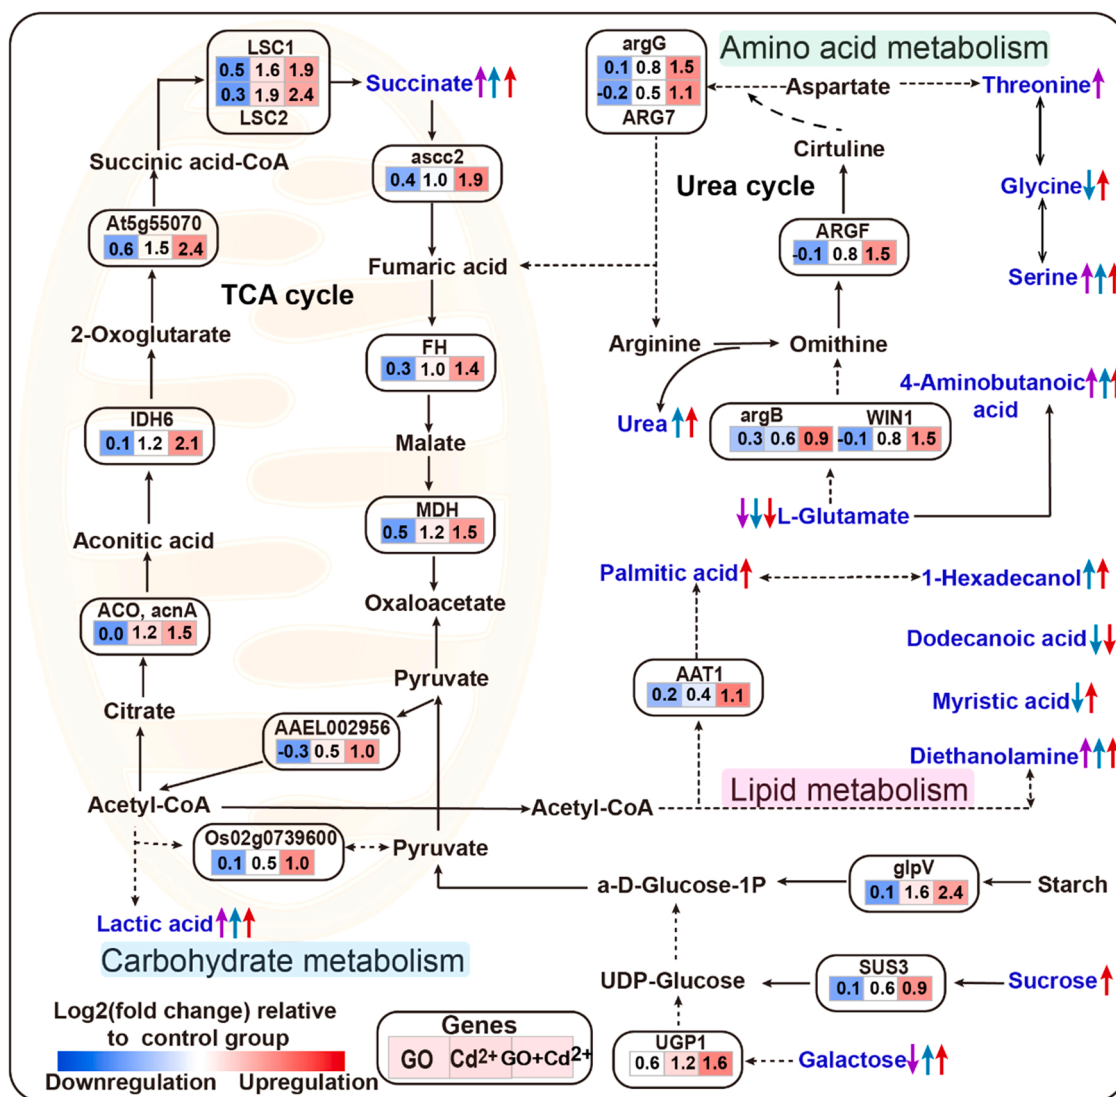 LSC1
0.5 1.6 1.9
0.3 1.9 2.4
LSC2
Succinate
argG
0.1 0.8 1.5
-0.2 0.5 1.1
ARG7
Amino acid metabolism
Aspartate
Threonine
Succinic acid-CoA
ascc2
0.4 1.0 1.9
Cirtuline
Urea cycle
Glycine
At5g55070
0.6 1.5 2.4
ARGF
-0.1 0.8 1.5
Fumaric acid
Serine
TCA cycle
2-Oxoglutarate
FH
0.3 1.0 1.4
Arginine
Omithine
4-Aminobutanoic
acid
IDH6
0.1 1.2 2.1
Malate
Urea
argB WIN1
0.3 0.6 0.9 -0.1 0.8 1.5
MDH
0.5 1.2 1.5
L-Glutamate
Aconitic acid
Palmitic acid
1-Hexadecanol
ACO, acnA
0.0 1.2 1.5
Oxaloacetate
Dodecanoic acid
AAT1
0.2 0.4 1.1
Pyruvate
Citrate
Myristic acid
AAEL002956
-0.3 0.5 1.0
Diethanolamine
Acetyl-CoA
Acetyl-CoA
Lipid metabolism
Os02g0739600
0.1 0.5 1.0
Pyruvate
a-D-Glucose-1P
glpV
0.1 1.6 2.4
Starch
Lactic acid
Carbohydrate metabolism
UDP-Glucose
SUS3
0.1 0.6 0.9
Sucrose
Log2(fold change) relative
to control group
Downregulation Upregulation
Genes
GO Cd2+ GO+Cd2+
UGP1
0.6 1.2 1.6
Galactose